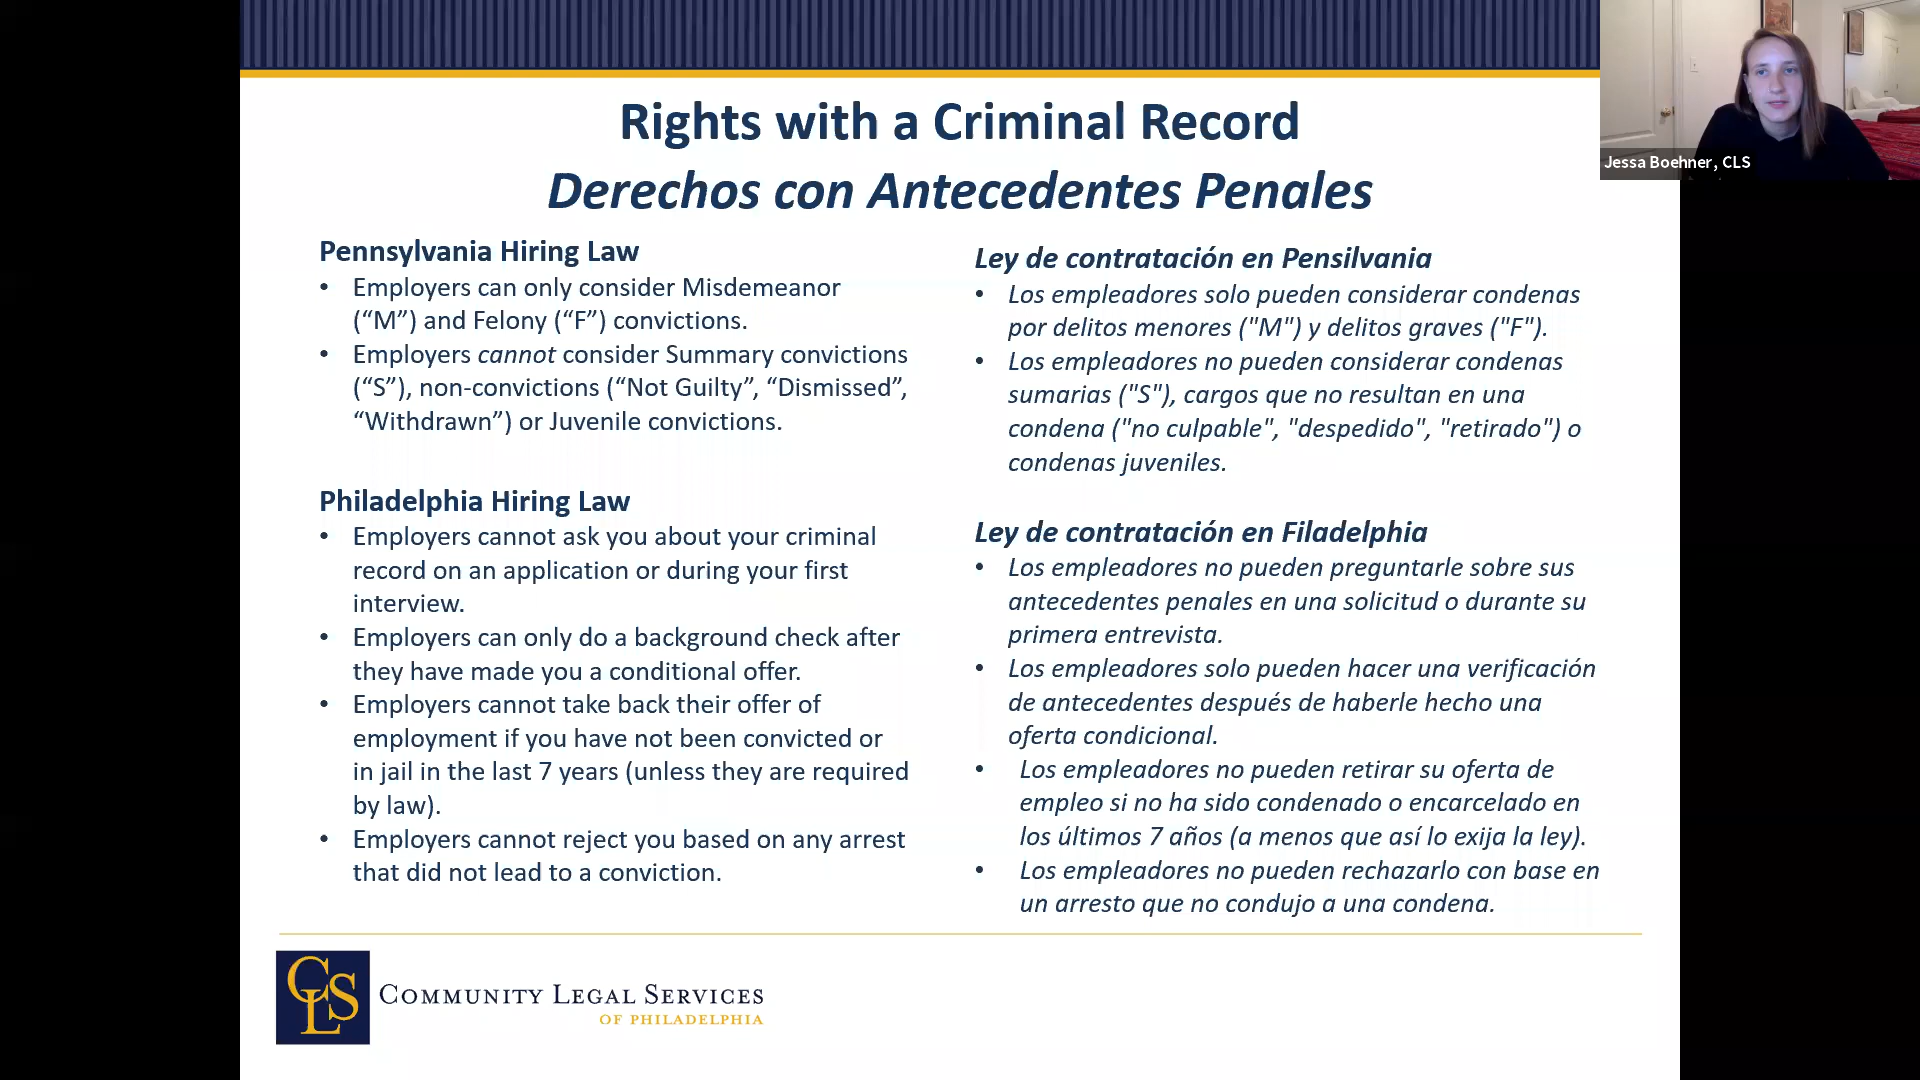 Rights with a Criminal Record
Derechos con Antecedentes Penales
Jessa Boehner, CLS
Pennsylvania Hiring Law
• Employers can only consider Misdemeanor
(“M”) and Felony (“F”) convictions.
• Employers cannot consider Summary convictions
(“S”), non-convictions (“Not Guilty”, “Dismissed”,
“Withdrawn”) or Juvenile convictions.
Philadelphia Hiring Law
• Employers cannot ask you about your criminal
record on an application or during your first
interview.
• Employers can only do a background check after
they have made you a conditional offer.
• Employers cannot take back their offer of
employment if you have not been convicted or
in jail in the last 7 years (unless they are required
by law).
• Employers cannot reject you based on any arrest
that did not lead to a conviction.
Ley de contratación en Pensilvania
• Los empleadores solo pueden considerar condenas
por delitos menores ("M") y delitos graves ("F").
• Los empleadores no pueden considerar condenas
sumarias ("S"), cargos que no resultan en una
condena ("no culpable", "despedido", "retirado") o
condenas juveniles.
Ley de contratación en Filadelphia
• Los empleadores no pueden preguntarle sobre sus
antecedentes penales en una solicitud o durante su
primera entrevista.
• Los empleadores solo pueden hacer una verificación
de antecedentes después de haberle hecho una
oferta condicional.
• Los empleadores no pueden retirar su oferta de
empleo si no ha sido condenado o encarcelado en
los últimos 7 años (a menos que así lo exija la ley).
• Los empleadores no pueden rechazarlo con base en
un arresto que no condujo a una condena.
CLS
COMMUNITY LEGAL SERVICES
OF PHILADELPHIA